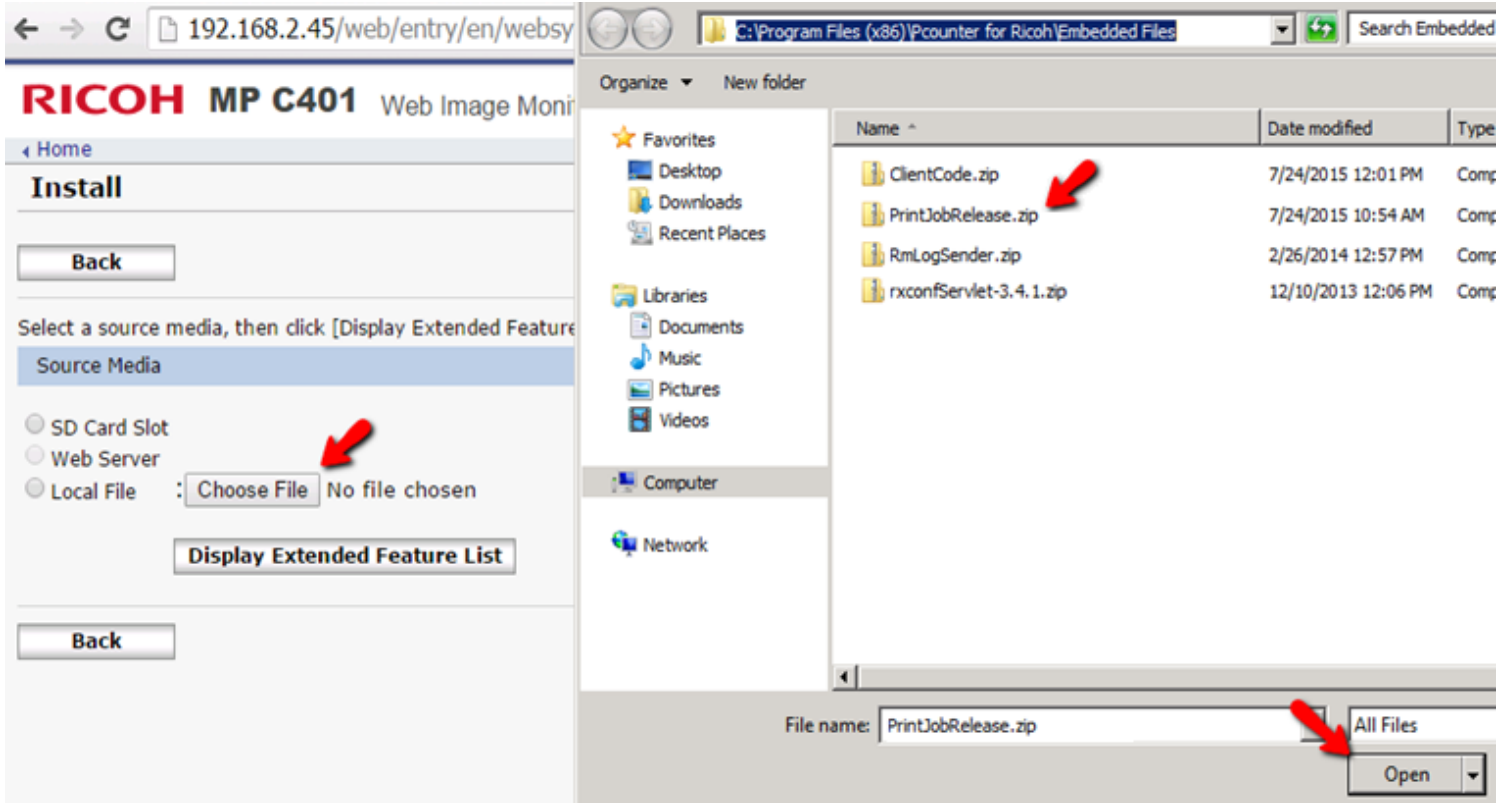 192.168.2.45/web/entry/en/websy
RICOH MP C401 Web Image Moni
Home
Install
Back
Select a source media, then click [Display Extended Feature
Source Media
SD Card Slot
Web Server
Local File : Choose File No file chosen
Display Extended Feature List
Back
C:\Program Files (x86)\Pcounter for Ricoh\Embedded Files
Search Embedded
Organize New folder
Favorites
Desktop
Downloads
Recent Places
Libraries
Documents
Music
Pictures
Videos
Computer
Network
Name Date modified Type
ClientCode.zip 7/24/2015 12:01 PM Comp
PrintJobRelease.zip 7/24/2015 10:54 AM Comp
RmLogSender.zip 2/26/2014 12:57 PM Comp
rxconfServlet-3.4.1.zip 12/10/2013 12:06 PM Comp
File name: PrintJobRelease.zip All Files
Open